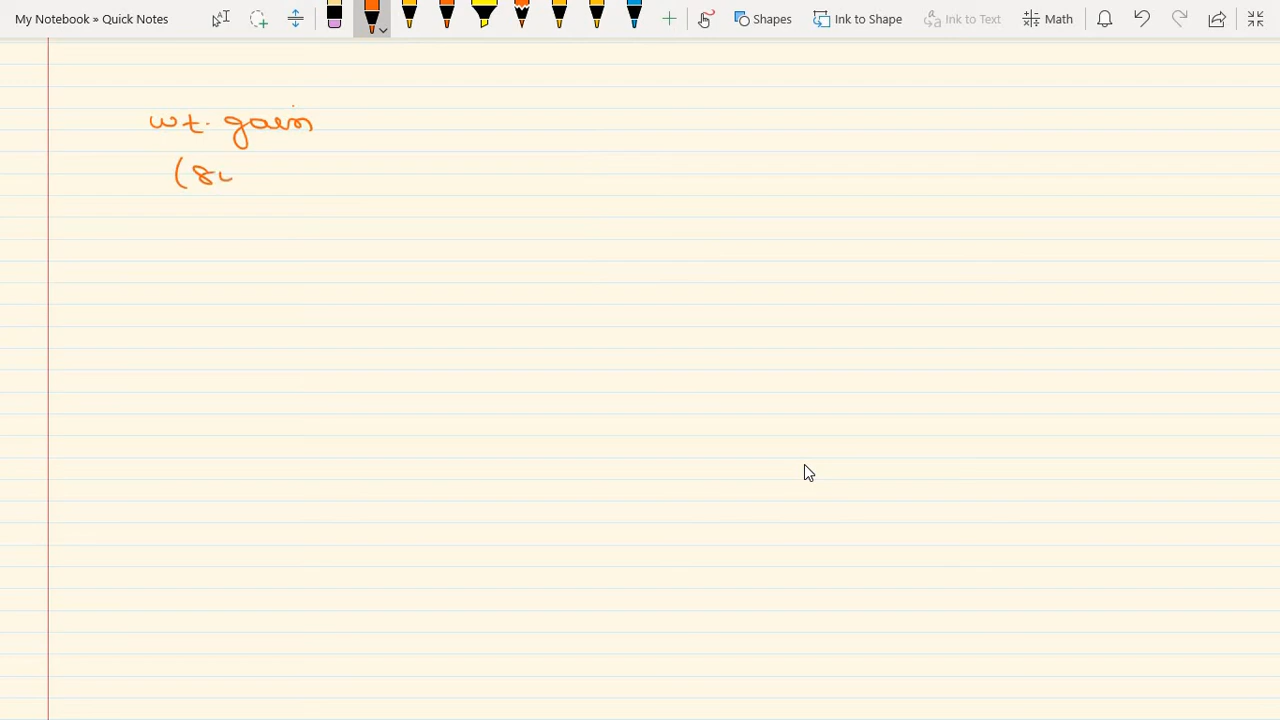 My Notebook » Quick Notes
Shapes
Ink to Shape
Ink to Text
Math
wt. gain